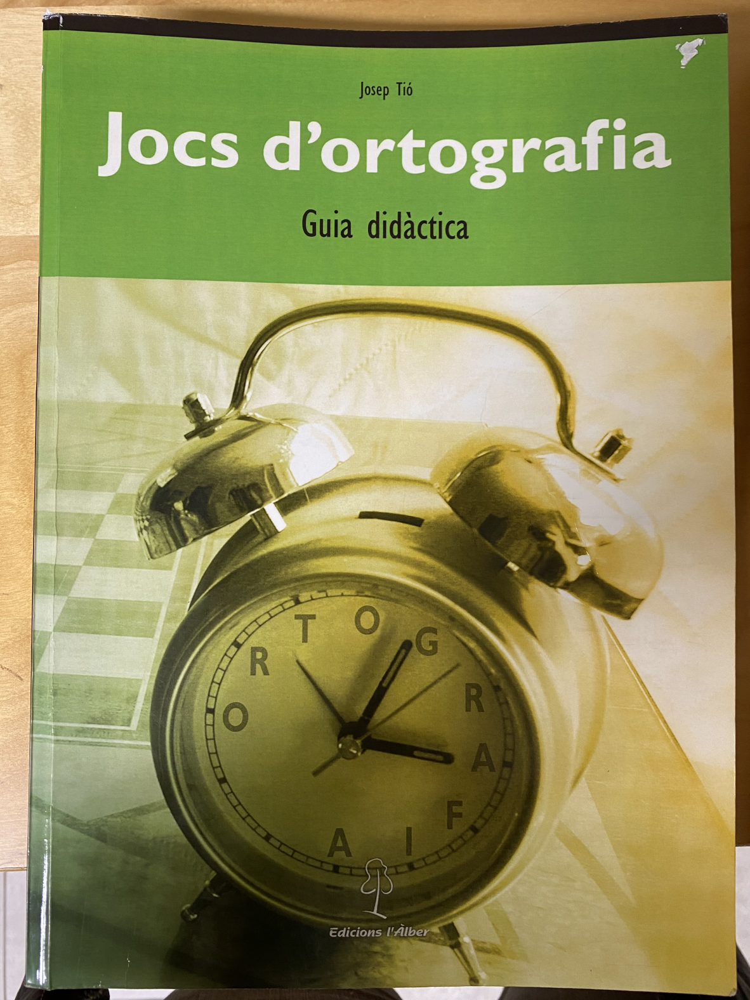 Josep Tió
Jocs d'ortografia
Guia didàctica
ORTOGRAFIA
Edicions l'Àlber